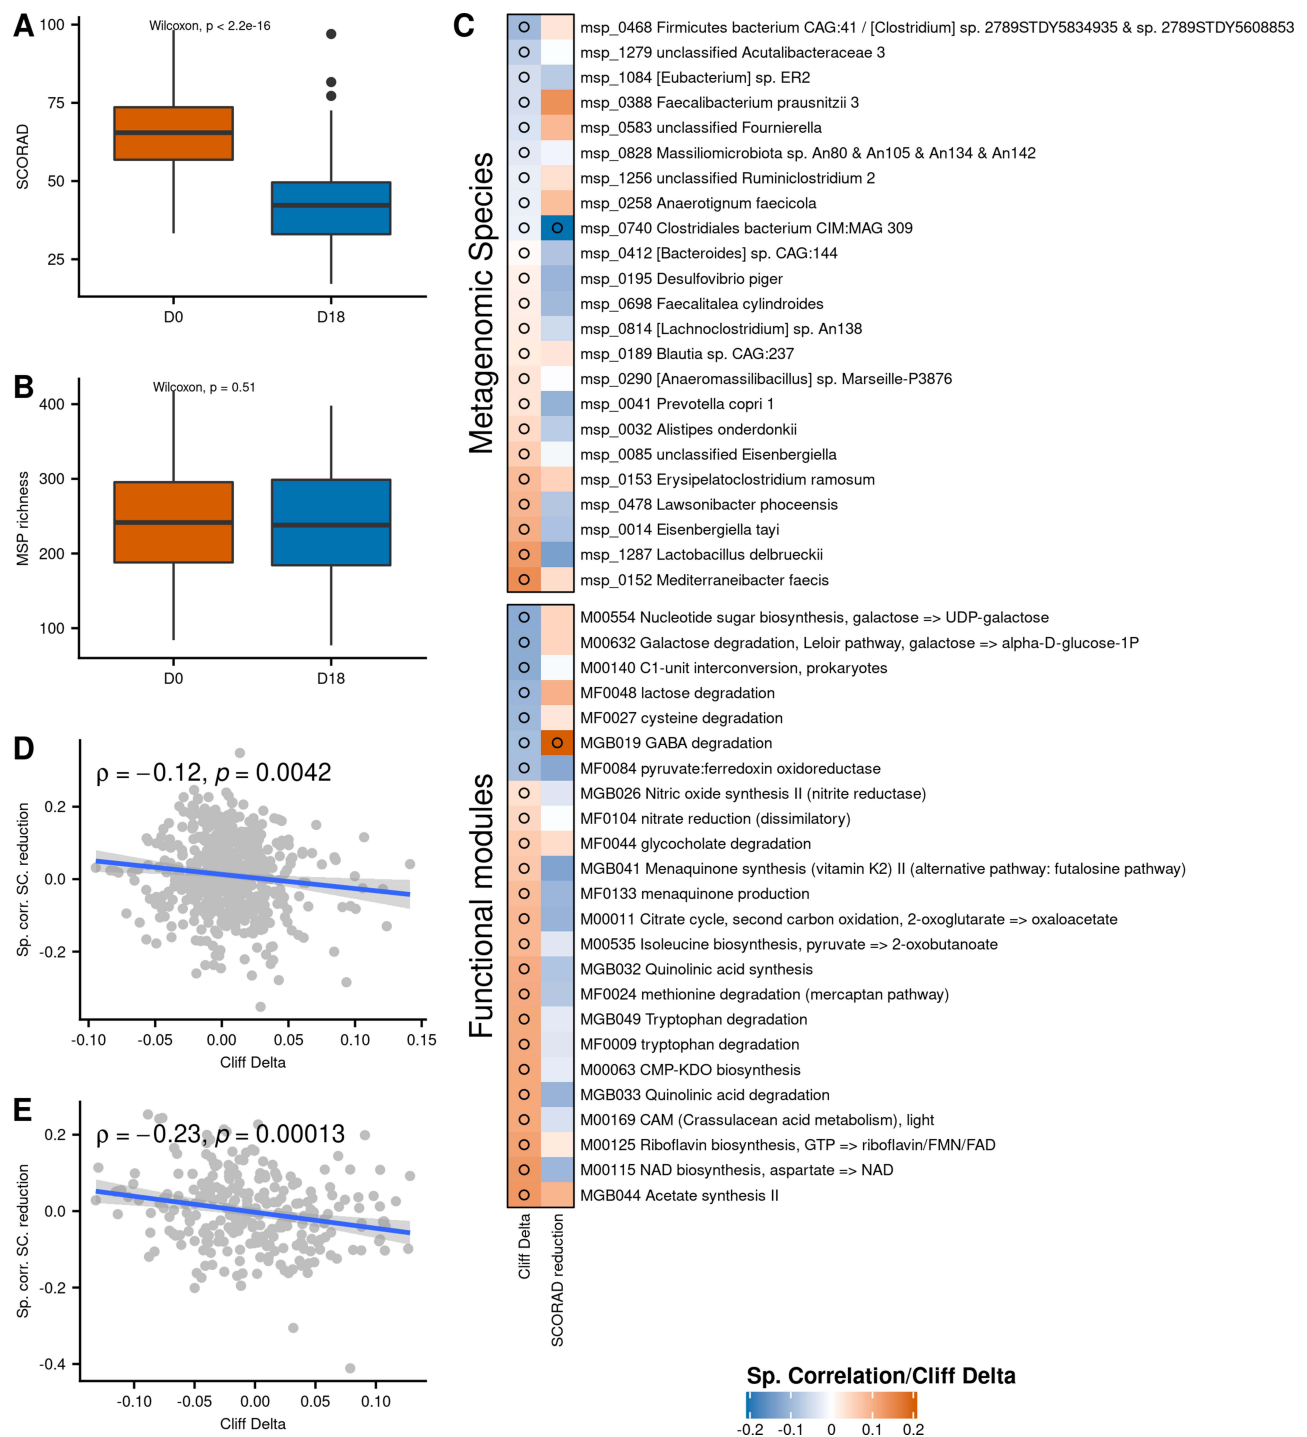 A
Wilcoxon, p < 2.2e-16
100
75
50
25
SCORAD
D0
D18
B
Wilcoxon, p = 0.51
400
300
200
100
MSP richness
D0
D18
C
Metagenomic Species
msp_0468 Firmicutes bacterium CAG:41 / [Clostridium] sp. 2789STDY5834935 & sp. 2789STDY5608853
msp_1279 unclassified Acutalibacteraceae 3
msp_1084 [Eubacterium] sp. ER2
msp_0388 Faecalibacterium prausnitzii 3
msp_0583 unclassified Fournierella
msp_0828 Massiliomicrobiota sp. An80 & An105 & An134 & An142
msp_1256 unclassified Ruminiclostridium 2
msp_0258 Anaerotignum faecicola
msp_0740 Clostridiales bacterium CIM:MAG 309
msp_0412 [Bacteroides] sp. CAG:144
msp_0195 Desulfovibrio piger
msp_0698 Faecalitalea cylindroides
msp_0814 [Lachnoclostridium] sp. An138
msp_0189 Blautia sp. CAG:237
msp_0290 [Anaeromassilibacillus] sp. Marseille-P3876
msp_0041 Prevotella copri 1
msp_0032 Alistipes onderdonkii
msp_0085 unclassified Eisenbergiella
msp_0153 Erysipelatoclostridium ramosum
msp_0478 Lawsonibacter phoceensis
msp_0014 Eisenbergiella tayi
msp_1287 Lactobacillus delbrueckii
msp_0152 Mediterraneibacter faecis
Functional modules
M00554 Nucleotide sugar biosynthesis, galactose => UDP-galactose
M00632 Galactose degradation, Leloir pathway, galactose => alpha-D-glucose-1P
M00140 C1-unit interconversion, prokaryotes
MF0048 lactose degradation
MF0027 cysteine degradation
MGB019 GABA degradation
MF0084 pyruvate:ferredoxin oxidoreductase
MGB026 Nitric oxide synthesis II (nitrite reductase)
MF0104 nitrate reduction (dissimilatory)
MF0044 glycocholate degradation
MGB041 Menaquinone synthesis (vitamin K2) II (alternative pathway: futalosine pathway)
MF0133 menaquinone production
M00011 Citrate cycle, second carbon oxidation, 2-oxoglutarate => oxaloacetate
M00535 Isoleucine biosynthesis, pyruvate => 2-oxobutanoate
MGB032 Quinolinic acid synthesis
MF0024 methionine degradation (mercaptan pathway)
MGB049 Tryptophan degradation
MF0009 tryptophan degradation
M00063 CMP-KDO biosynthesis
MGB033 Quinolinic acid degradation
M00169 CAM (Crassulacean acid metabolism), light
M00125 Riboflavin biosynthesis, GTP => riboflavin/FMN/FAD
M00115 NAD biosynthesis, aspartate => NAD
MGB044 Acetate synthesis II
Cliff Delta
SCORAD reduction
Sp. Correlation/Cliff Delta
-0.2 -0.1 0 0.1 0.2
D
ρ = −0.12, p = 0.0042
0.2
0.0
-0.2
Sp. corr. SC. reduction
-0.10 -0.05 0.00 0.05 0.10 0.15
Cliff Delta
E
ρ = −0.23, p = 0.00013
0.2
0.0
-0.2
-0.4
Sp. corr. SC. reduction
-0.10 -0.05 0.00 0.05 0.10
Cliff Delta